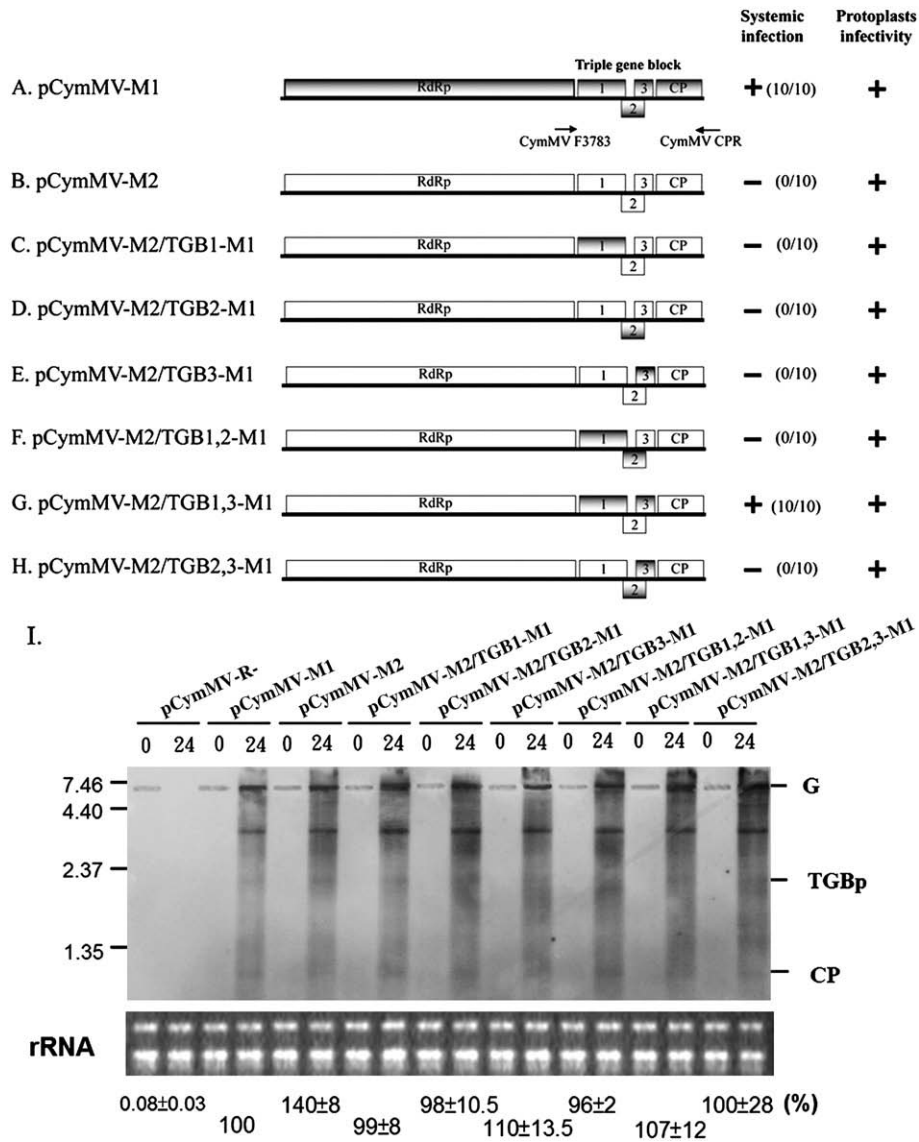 Systemic infection
Protoplasts infectivity
Triple gene block
A. pCymMV-M1 RdRp 1 3 CP + (10/10) +
2
CymMV F3783 CymMV CPR
B. pCymMV-M2 RdRp 1 3 CP − (0/10) +
2
C. pCymMV-M2/TGB1-M1 RdRp 1 3 CP − (0/10) +
2
D. pCymMV-M2/TGB2-M1 RdRp 1 3 CP − (0/10) +
2
E. pCymMV-M2/TGB3-M1 RdRp 1 3 CP − (0/10) +
2
F. pCymMV-M2/TGB1,2-M1 RdRp 1 3 CP − (0/10) +
2
G. pCymMV-M2/TGB1,3-M1 RdRp 1 3 CP + (10/10) +
2
H. pCymMV-M2/TGB2,3-M1 RdRp 1 3 CP − (0/10) +
2
I.
pCymMV-R-
pCymMV-M1
pCymMV-M2
pCymMV-M2/TGB1-M1
pCymMV-M2/TGB2-M1
pCymMV-M2/TGB3-M1
pCymMV-M2/TGB1,2-M1
pCymMV-M2/TGB1,3-M1
pCymMV-M2/TGB2,3-M1
0 24 0 24 0 24 0 24 0 24 0 24 0 24 0 24 0 24
7.46 G
4.40
2.37 TGBp
1.35
CP
rRNA
0.08±0.03 140±8 98±10.5 96±2 100±28 (%)
100 99±8 110±13.5 107±12